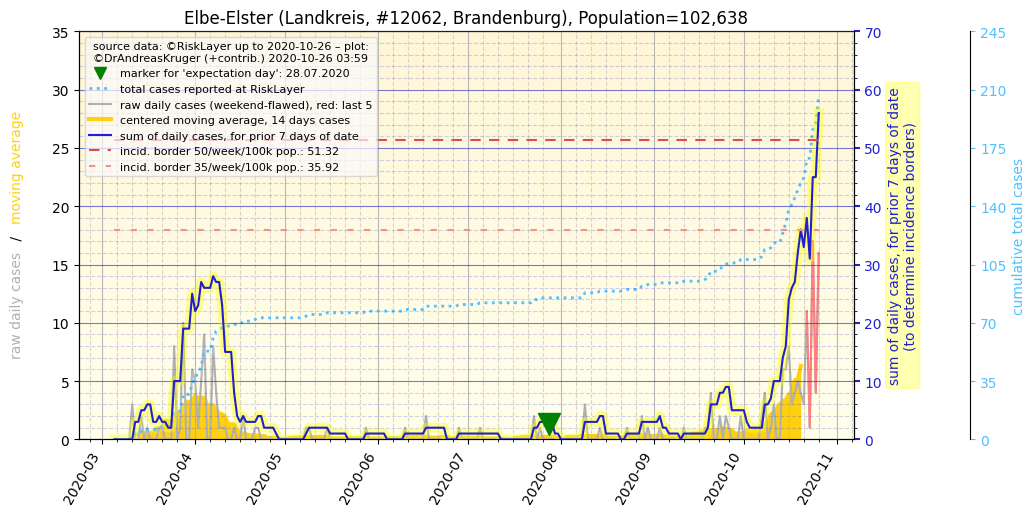 Elbe-Elster (Landkreis, #12062, Brandenburg), Population=102,638
source data: ©RiskLayer up to 2020-10-26 – plot:
©DrAndreasKruger (+contrib.) 2020-10-26 03:59
marker for 'expectation day': 28.07.2020
total cases reported at RiskLayer
raw daily cases (weekend-flawed), red: last 5
centered moving average, 14 days cases
sum of daily cases, for prior 7 days of date
incid. border 50/week/100k pop.: 51.32
incid. border 35/week/100k pop.: 35.92
raw daily cases / moving average
35
30
25
20
15
10
5
0
70
60
50
40
30
20
10
0
sum of daily cases, for prior 7 days of date
(to determine incidence borders)
245
210
175
140
105
70
35
0
cumulative total cases
2020-03
2020-04
2020-05
2020-06
2020-07
2020-08
2020-09
2020-10
2020-11